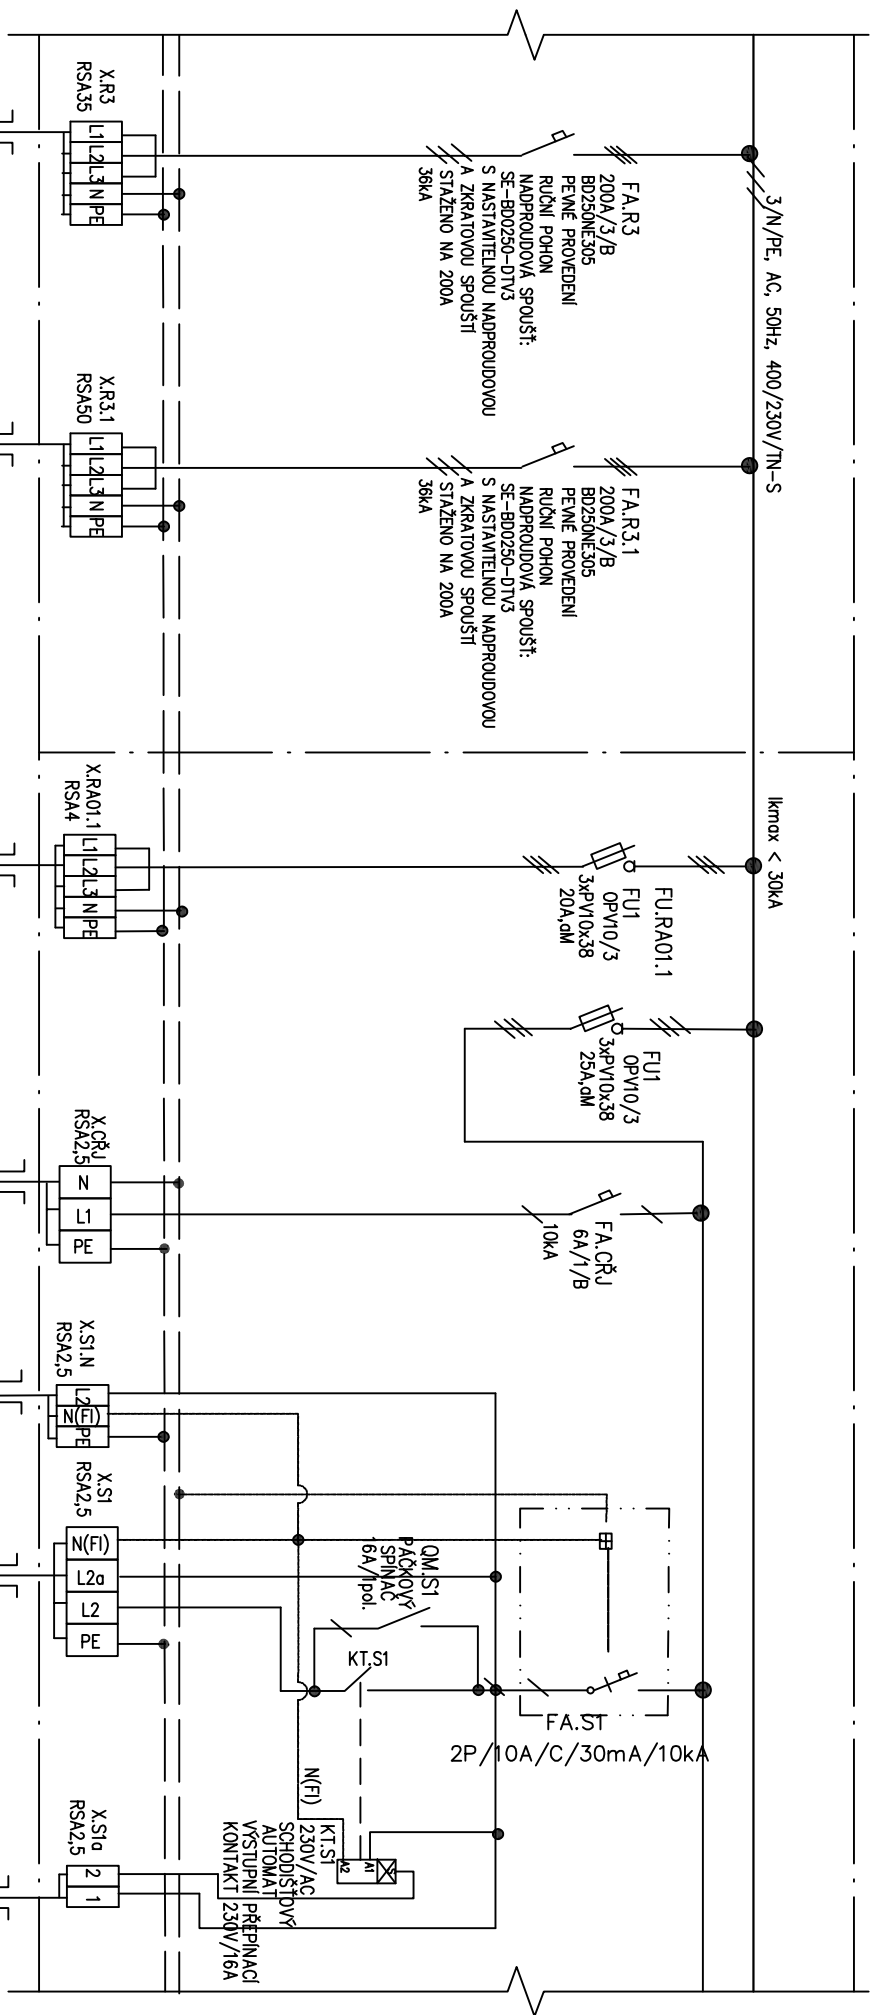 3/N/PE, AC, 50Hz, 400/230V/TN-S
Ikmax < 30kA
FA.R3
200A/3/B
BD250NE305
PEVNÉ PROVEDENÍ
RUČNÍ POHON
NADPROUDOVÁ SPOUŠŤ:
SE-BD0250-DTV3
S NASTAVITELNOU NADPROUDOVOU
A ZKRATOVOU SPOUŠTÍ
STAŽENO NA 200A
36kA
X.R3
RSA35
L1
L2
L3
N
PE
FA.R3.1
200A/3/B
BD250NE305
PEVNÉ PROVEDENÍ
RUČNÍ POHON
NADPROUDOVÁ SPOUŠŤ:
SE-BD0250-DTV3
S NASTAVITELNOU NADPROUDOVOU
A ZKRATOVOU SPOUŠTÍ
STAŽENO NA 200A
36kA
X.R3.1
RSA50
L1
L2
L3
N
PE
FU.RA01.1
FU1
OPV10/3
3xPV10x38
20A,aM
X.RA01.1
RSA4
L1
L2
L3
N
PE
FU1
OPV10/3
3xPV10x38
25A,aM
FA.CŘJ
6A/1/B
10kA
X.CŘJ
RSA2,5
N
L1
PE
X.S1.N
RSA2,5
L2
N(FI)
PE
X.S1
RSA2,5
N(FI)
L2a
L2
PE
QM.S1
PÁČKOVÝ
SPÍNAČ
6A/1pol.
KT.S1
FA.S1
2P/10A/C/30mA/10kA
N(FI)
A2
A1
S
KT.S1
230V/AC
SCHODIŠŤOVÝ
AUTOMAT
VÝSTUPNÍ PŘEPÍNACÍ
KONTAKT 230V/16A
X.S1a
RSA2,5
2
1